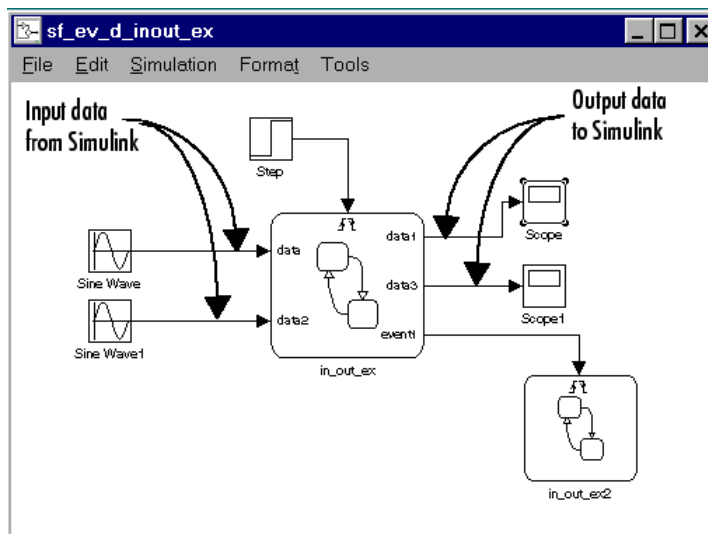 sf_ev_d_inout_ex
File Edit Simulation Format Tools
Input data
from Simulink
Output data
to Simulink
Step
Scope
Sine Wave
data
data1
data3
Scope1
Sine Wave1
data2
event1
in_out_ex
in_out_ex2